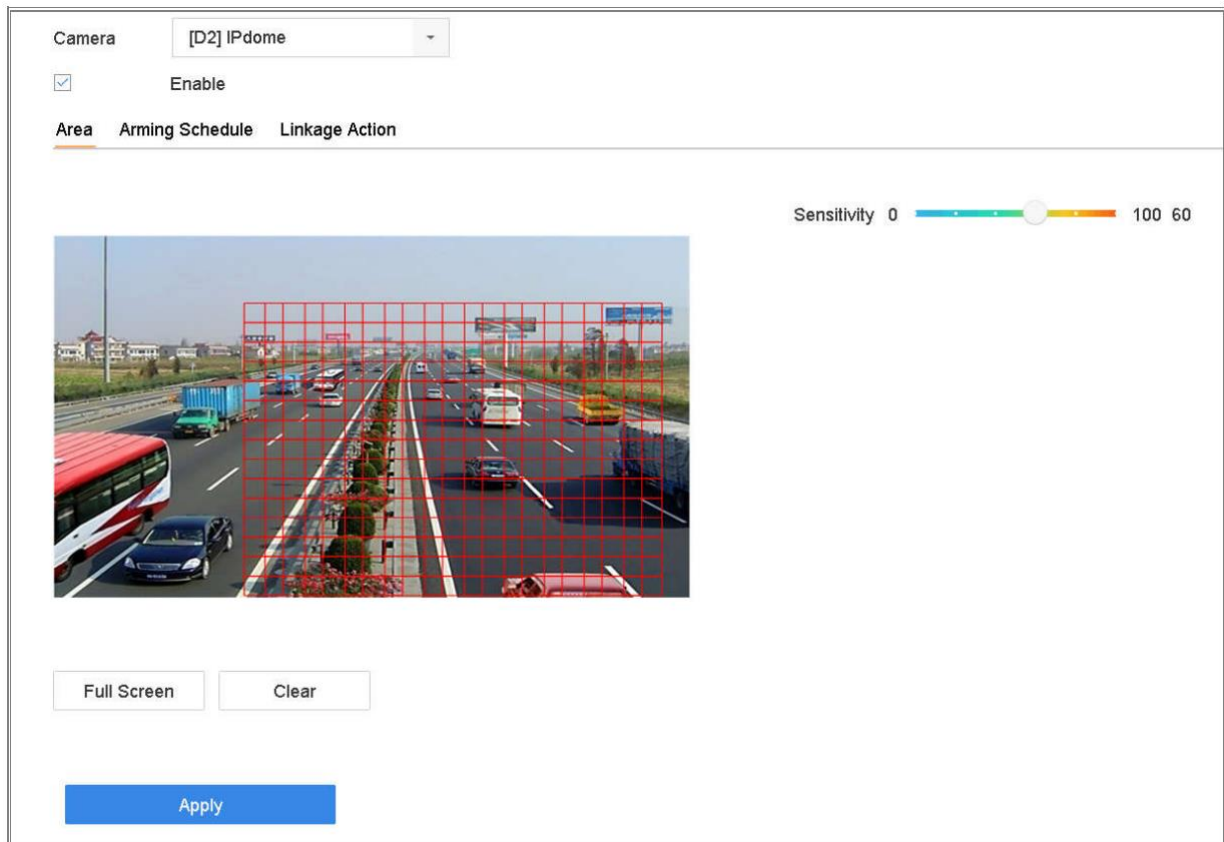 Camera [D2] IPdome
Enable
Area Arming Schedule Linkage Action
Sensitivity 0 100 60
Full Screen Clear
Apply